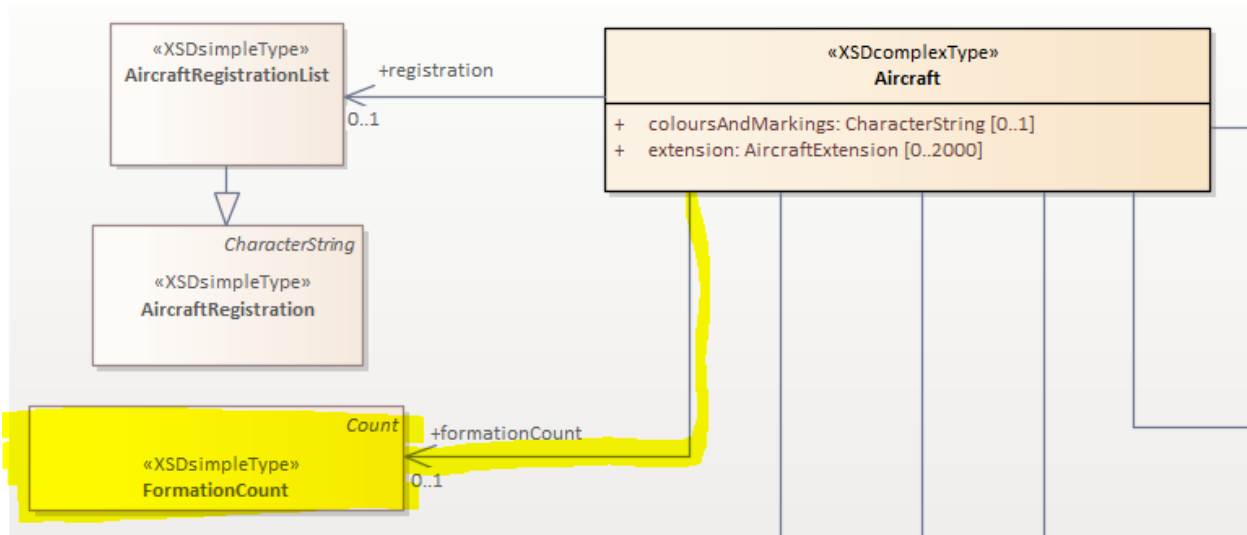 «XSDsimpleType»
AircraftRegistrationList
+registration
0..1
«XSDcomplexType»
Aircraft
+ coloursAndMarkings: CharacterString [0..1]
+ extension: AircraftExtension [0..2000]
CharacterString
«XSDsimpleType»
AircraftRegistration
Count
«XSDsimpleType»
FormationCount
+formationCount
0..1